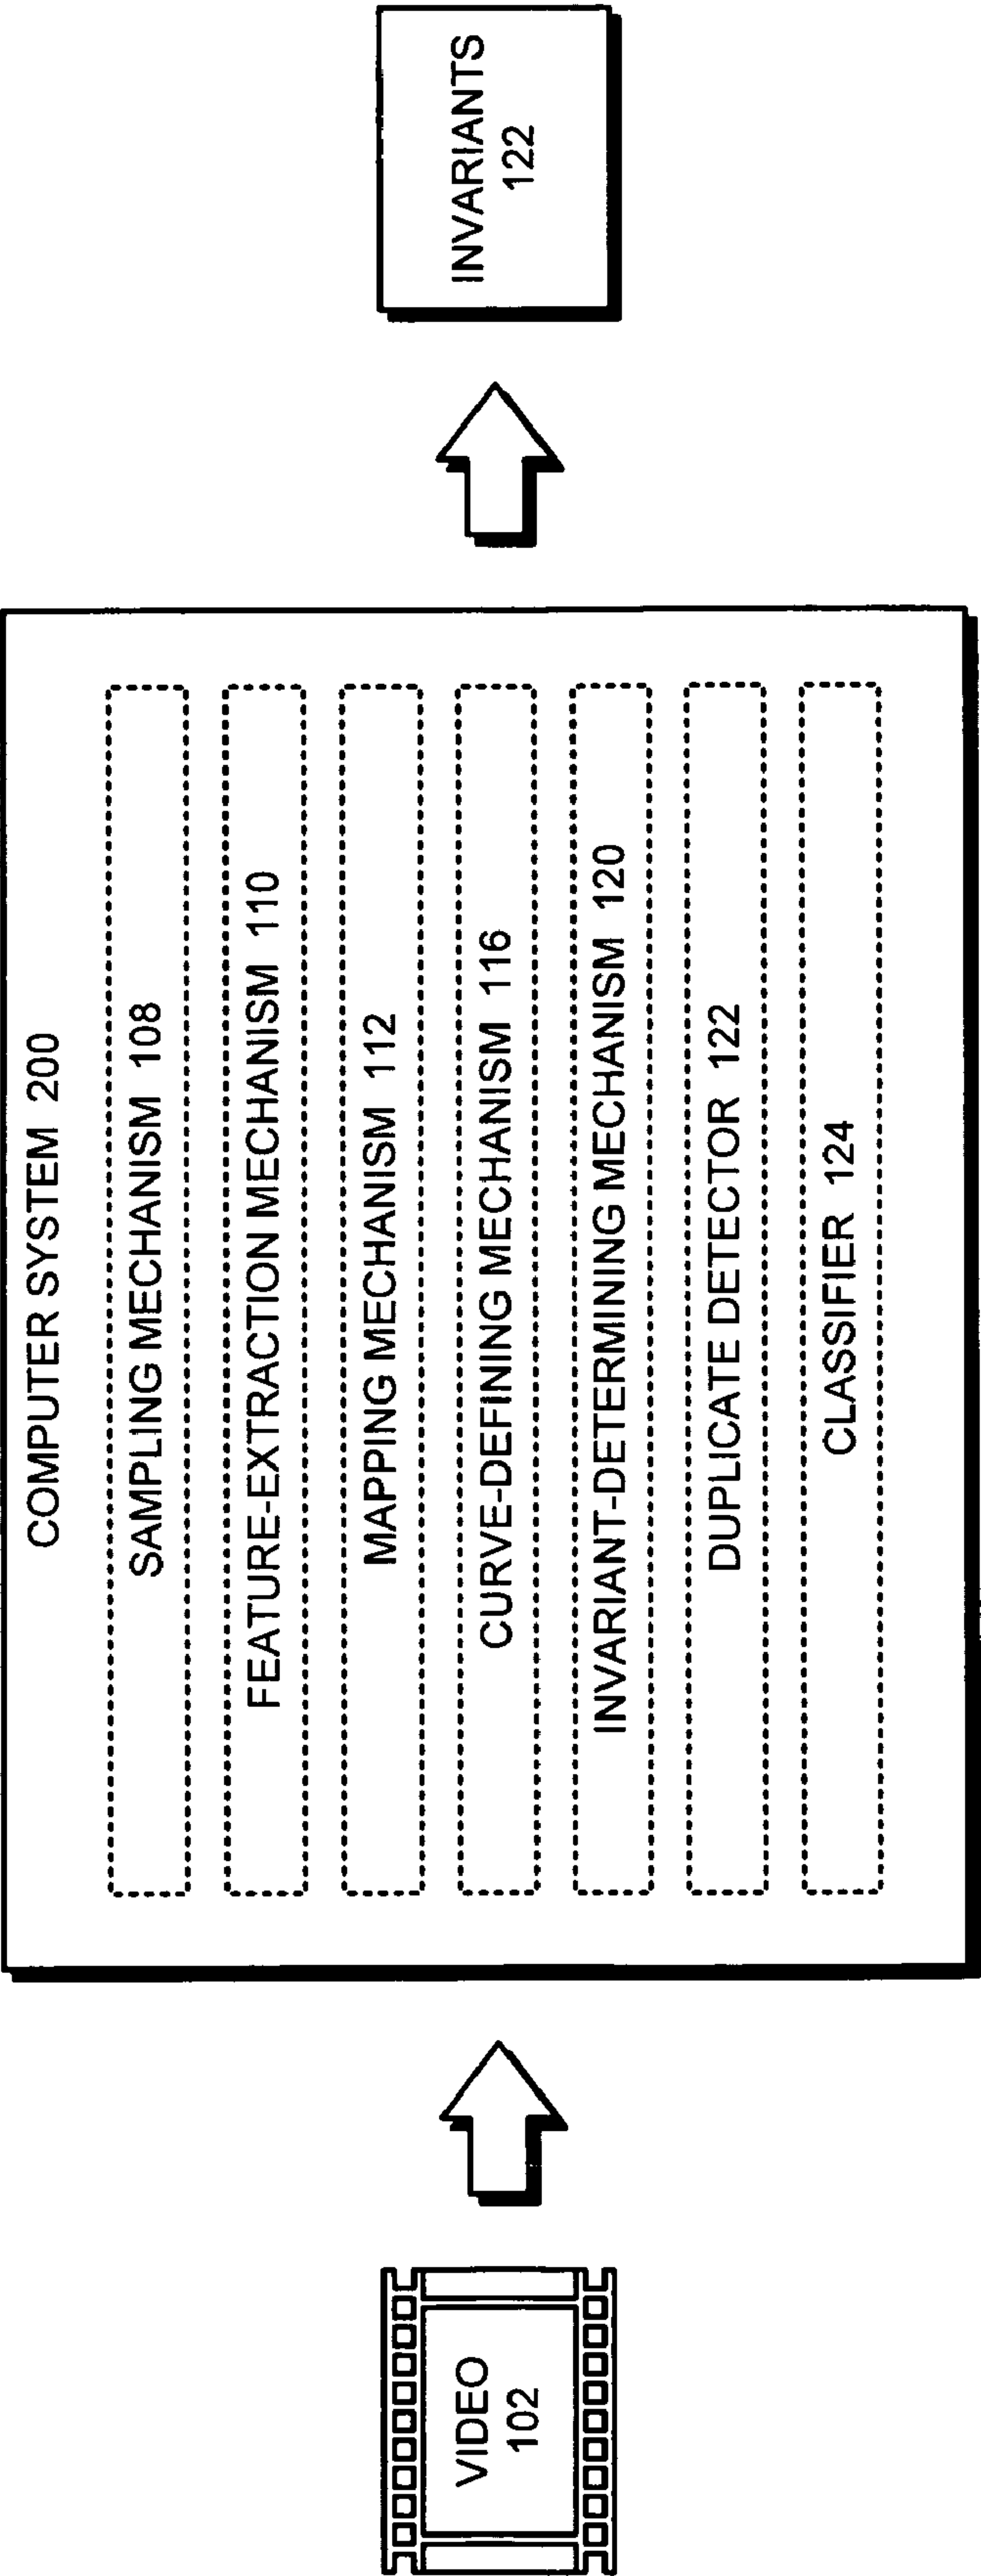 VIDEO
102
COMPUTER SYSTEM 200
SAMPLING MECHANISM 108
FEATURE-EXTRACTION MECHANISM 110
MAPPING MECHANISM 112
CURVE-DEFINING MECHANISM 116
INVARIANT-DETERMINING MECHANISM 120
DUPLICATE DETECTOR 122
CLASSIFIER 124
INVARIANTS
122